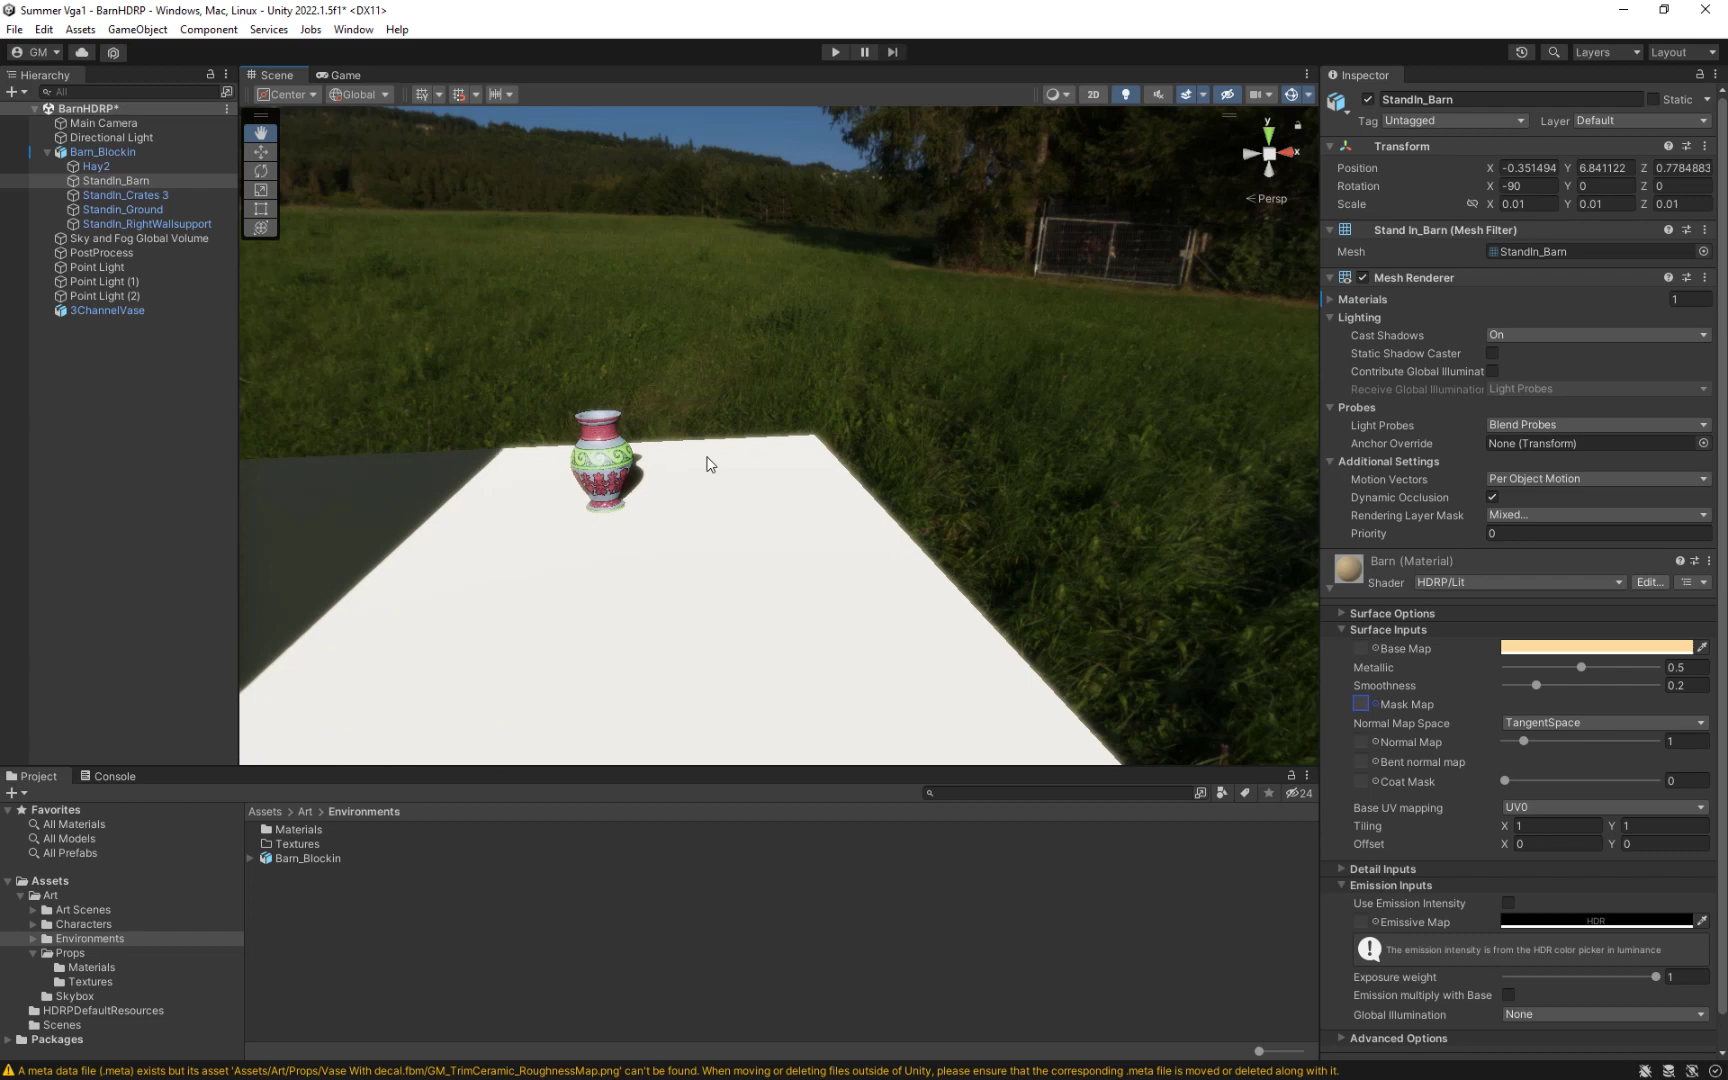 Summer Vga1 - BarnHDRP - Windows, Mac, Linux - Unity 2022.1.5f1* <DX11>
File Edit Assets GameObject Component Services Jobs Window Help
GM Layers Layout
Hierarchy
All
BarnHDRP*
Main Camera
Directional Light
Barn_Blockin
Hay2
StandIn_Barn
StandIn_Crates 3
Standin_Ground
StandIn_RightWallsupport
Sky and Fog Global Volume
PostProcess
Point Light
Point Light (1)
Point Light (2)
3ChannelVase
Scene Game
Center Global 2D
y
x
Persp
Inspector
StandIn_Barn Static
Tag Untagged Layer Default
Transform
Position X -0.351494 Y 6.841122 Z 0.7784883
Rotation X -90 Y 0 Z 0
Scale X 0.01 Y 0.01 Z 0.01
Stand In_Barn (Mesh Filter)
Mesh StandIn_Barn
Mesh Renderer
Materials 1
Lighting
Cast Shadows On
Static Shadow Caster
Contribute Global Illuminat
Receive Global Illumination Light Probes
Probes
Light Probes Blend Probes
Anchor Override None (Transform)
Additional Settings
Motion Vectors Per Object Motion
Dynamic Occlusion
Rendering Layer Mask Mixed...
Priority 0
Barn (Material)
Shader HDRP/Lit Edit...
Surface Options
Surface Inputs
Base Map
Metallic 0.5
Smoothness 0.2
Mask Map
Normal Map Space TangentSpace
Normal Map 1
Bent normal map
Coat Mask 0
Base UV mapping UV0
Tiling X 1 Y 1
Offset X 0 Y 0
Detail Inputs
Emission Inputs
Use Emission Intensity
Emissive Map HDR
The emission intensity is from the HDR color picker in luminance
Exposure weight 1
Emission multiply with Base
Global Illumination None
Advanced Options
Project Console
24
Favorites
All Materials
All Models
All Prefabs
Assets
Art
Art Scenes
Characters
Environments
Props
Materials
Textures
Skybox
HDRPDefaultResources
Scenes
Packages
Assets > Art > Environments
Materials
Textures
Barn_Blockin
A meta data file (.meta) exists but its asset 'Assets/Art/Props/Vase With decal.fbm/GM_TrimCeramic_RoughnessMap.png' can't be found. When moving or deleting files outside of Unity, please ensure that the corresponding .meta file is moved or deleted along with it.